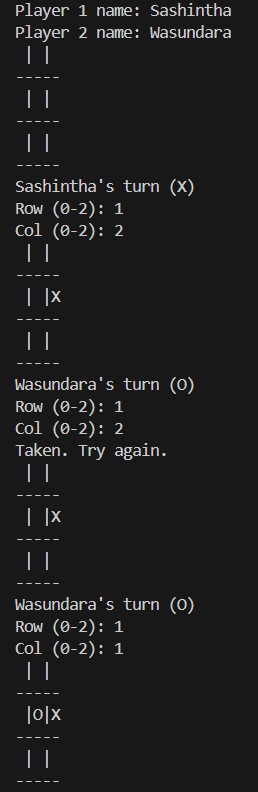 Player 1 name: Sashintha
Player 2 name: Wasundara
 | | 
-----
 | | 
-----
 | | 
-----
Sashintha's turn (X)
Row (0-2): 1
Col (0-2): 2
 | | 
-----
 | |X
-----
 | | 
-----
Wasundara's turn (O)
Row (0-2): 1
Col (0-2): 2
Taken. Try again.
 | | 
-----
 | |X
-----
 | | 
-----
Wasundara's turn (O)
Row (0-2): 1
Col (0-2): 1
 | | 
-----
 |O|X
-----
 | | 
-----